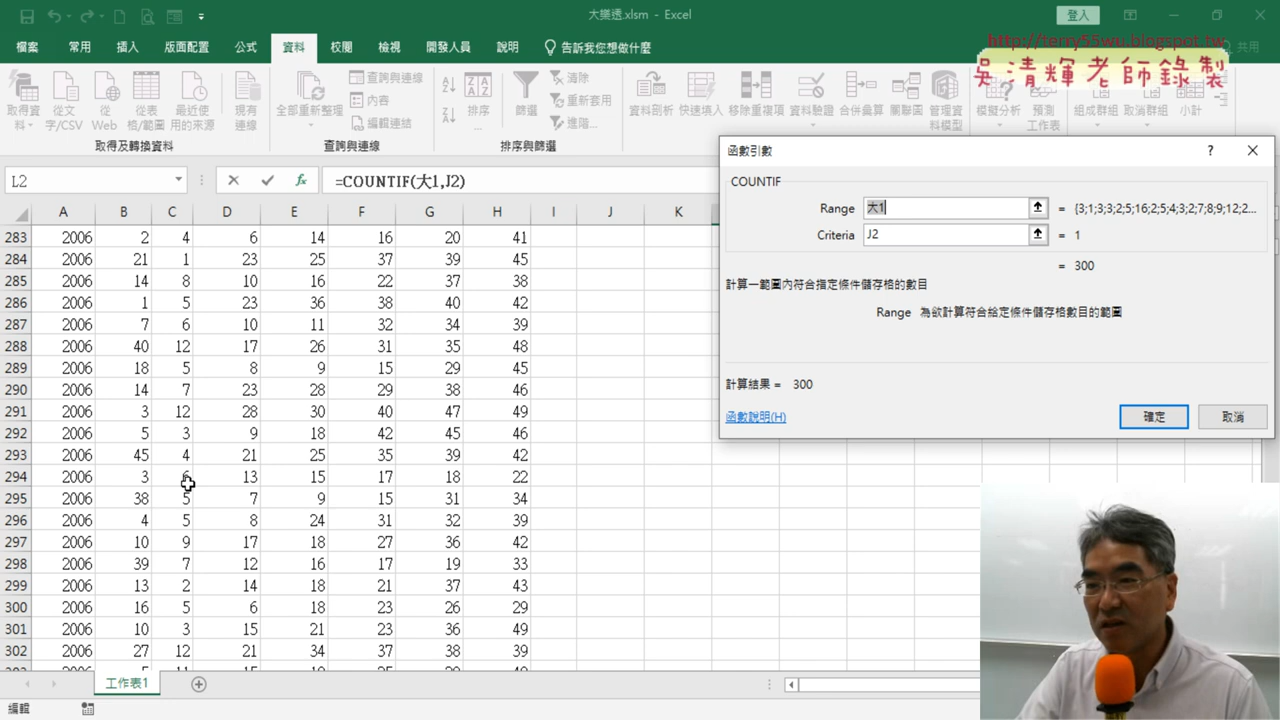 大樂透.xlsm - Excel
登入
檔案 常用 插入 版面配置 公式 資料 校閱 檢視 開發人員 說明 告訴我您想做什麼 共用
http://terry55wu.blogspot.tw
吳清輝老師錄製
取得資料 從文字/CSV 從Web 從表格/範圍 最近使用的來源 現有連線 全部重新整理 查詢與連線 內容 編輯連結 排序... 篩選 清除 重新套用 進階... 資料剖析 快速填入 移除重複項 資料驗證 合併彙算 關聯圖 管理資料模型 模擬分析 預測工作表 組成群組 取消群組 小計
取得及轉換資料 查詢與連線 排序與篩選
L2 fx =COUNTIF(大1,J2)
A B C D E F G H I J K
283 2006 2 4 6 14 16 20 41
284 2006 21 1 23 25 37 39 45
285 2006 14 8 10 16 22 37 38
286 2006 1 5 23 36 38 40 42
287 2006 7 6 10 11 32 34 39
288 2006 40 12 17 26 31 35 48
289 2006 18 5 8 9 15 29 45
290 2006 14 7 23 28 29 38 46
291 2006 3 12 28 30 40 47 49
292 2006 5 3 9 18 42 45 46
293 2006 45 4 21 25 35 39 42
294 2006 3 6 13 15 17 18 22
295 2006 38 5 7 9 15 31 34
296 2006 4 5 8 24 31 32 39
297 2006 10 9 17 18 27 36 42
298 2006 39 7 12 16 17 19 33
299 2006 13 2 14 18 21 37 43
300 2006 16 5 6 18 23 26 29
301 2006 10 3 15 21 23 36 49
302 2006 27 12 21 34 37 38 39
函數引數 ?
COUNTIF
Range 大1 = {3;1;3;3;2;5;16;2;5;4;3;2;7;8;9;12;2...
Criteria J2 = 1
= 300
計算一範圍內符合指定條件儲存格的數目
Range 為欲計算符合給定條件儲存格數目的範圍
計算結果 = 300
函數說明(H) 確定 取消
工作表1
編輯